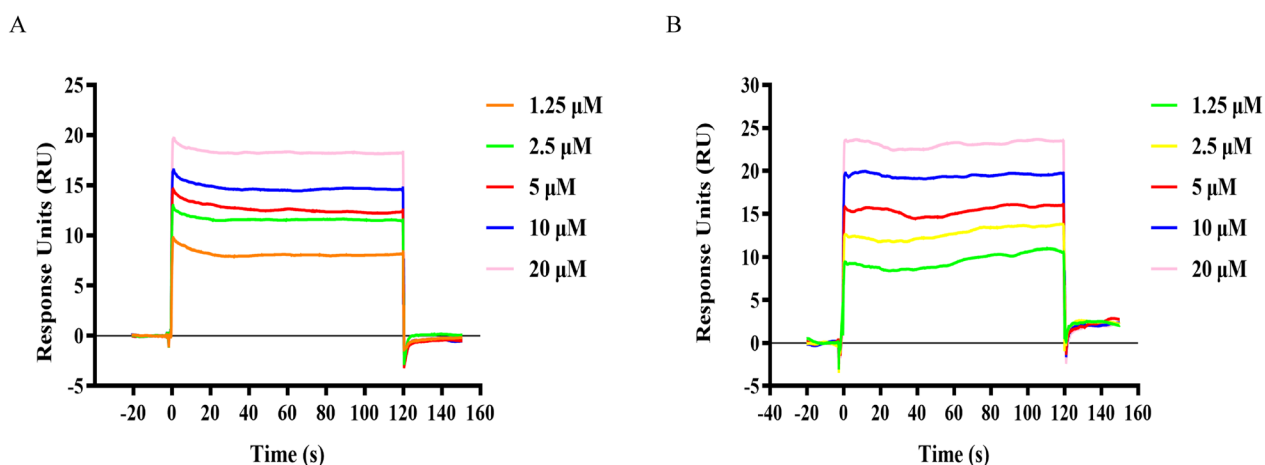 A
B
Response Units (RU)
25
20
15
10
5
0
-5
-20 0 20 40 60 80 100 120 140 160
Time (s)
1.25 μM
2.5 μM
5 μM
10 μM
20 μM
Response Units (RU)
30
25
20
15
10
5
0
-5
-40 -20 0 20 40 60 80 100 120 140 160
Time (s)
1.25 μM
2.5 μM
5 μM
10 μM
20 μM